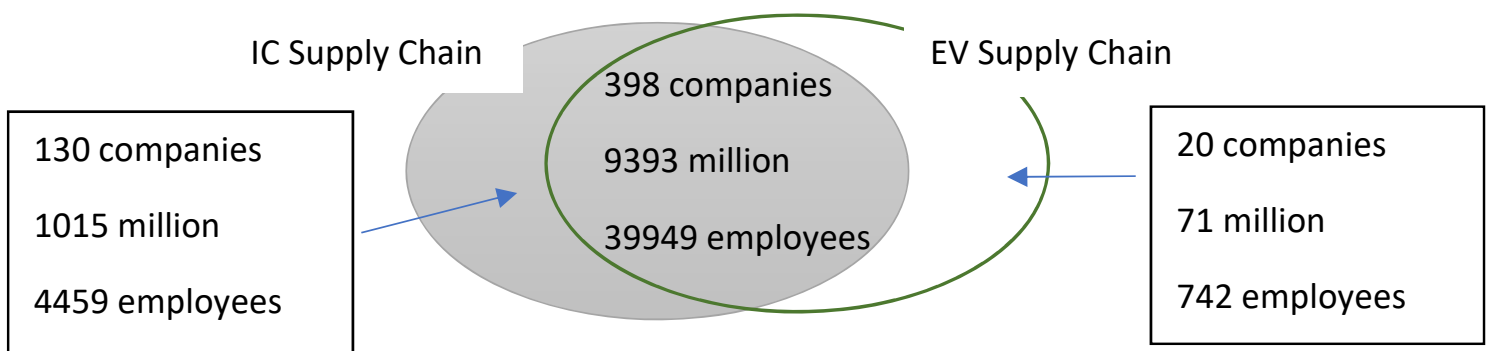 IC Supply Chain
EV Supply Chain
130 companies
1015 million
4459 employees
398 companies
9393 million
39949 employees
20 companies
71 million
742 employees